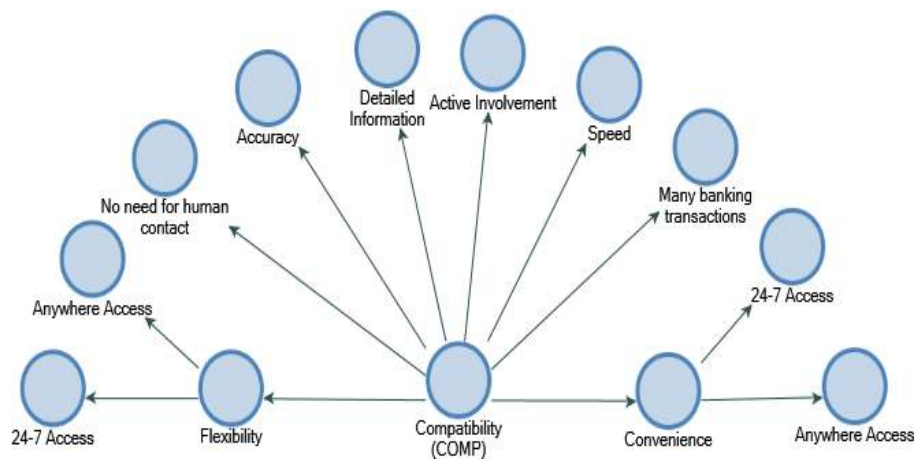 Detailed
Information
Active Involvement
Accuracy
Speed
No need for human
contact
Many banking
transactions
Anywhere Access
24-7 Access
24-7 Access
Flexibility
Compatibility
(COMP)
Convenience
Anywhere Access